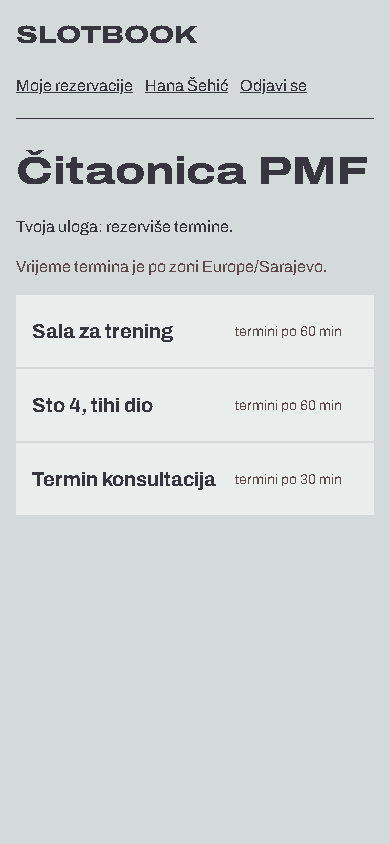 SLOTBOOK
Moje rezervacije Hana Šehić Odjavi se
Čitaonica PMF
Tvoja uloga: rezerviše termine.
Vrijeme termina je po zoni Europe/Sarajevo.
Sala za trening termini po 60 min
Sto 4, tihi dio termini po 60 min
Termin konsultacija termini po 30 min